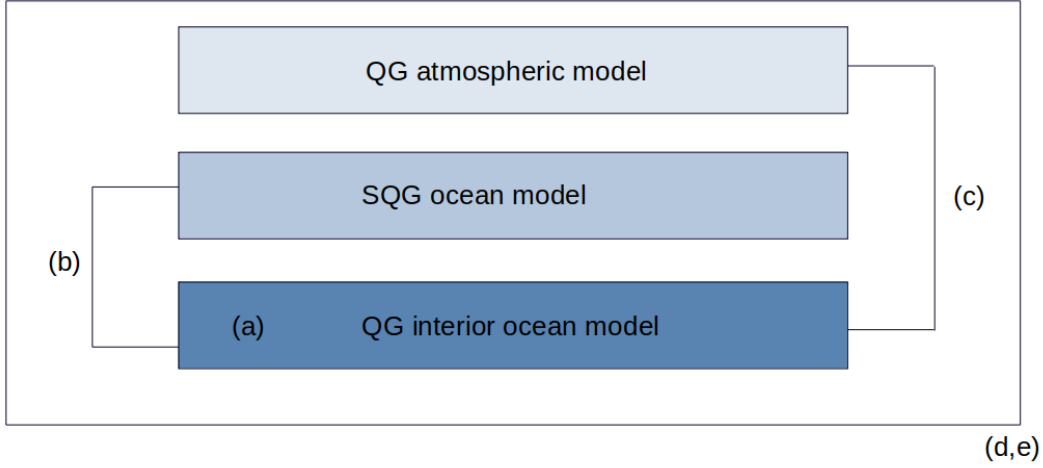 QG atmospheric model
SQG ocean model
(c)
(b)
(a)
QG interior ocean model
(d,e)